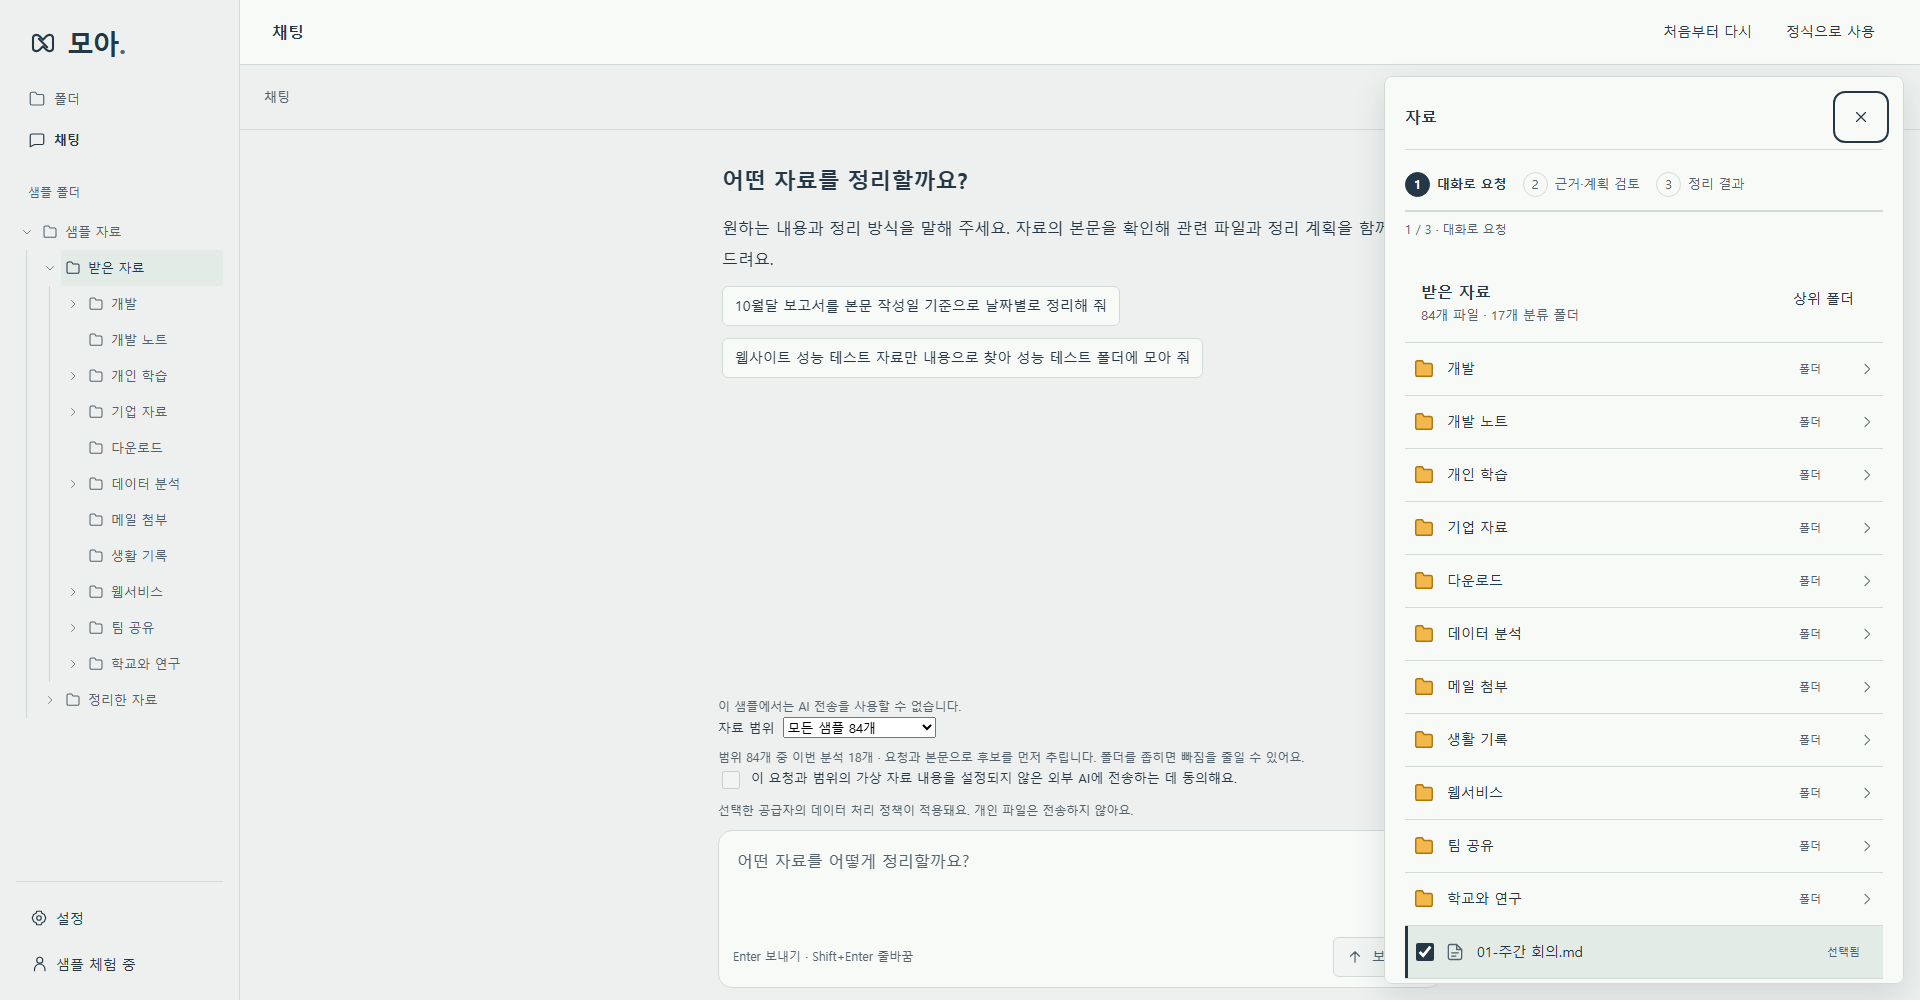 모아.
폴더
채팅
샘플 폴더
샘플 자료
받은 자료
개발
개발 노트
개인 학습
기업 자료
다운로드
데이터 분석
메일 첨부
생활 기록
웹서비스
팀 공유
학교와 연구
정리한 자료
설정
샘플 체험 중
채팅
처음부터 다시
정식으로 사용
채팅
어떤 자료를 정리할까요?
원하는 내용과 정리 방식을 말해 주세요. 자료의 본문을 확인해 관련 파일과 정리 계획을 함께
드려요.
10월달 보고서를 본문 작성일 기준으로 날짜별로 정리해 줘
웹사이트 성능 테스트 자료만 내용으로 찾아 성능 테스트 폴더에 모아 줘
이 샘플에서는 AI 전송을 사용할 수 없습니다.
자료 범위 모든 샘플 84개
범위 84개 중 이번 분석 18개 · 요청과 본문으로 후보를 먼저 추립니다. 폴더를 좁히면 빠짐을 줄일 수 있어요.
이 요청과 범위의 가상 자료 내용을 설정되지 않은 외부 AI에 전송하는 데 동의해요.
선택한 공급자의 데이터 처리 정책이 적용돼요. 개인 파일은 전송하지 않아요.
어떤 자료를 어떻게 정리할까요?
Enter 보내기 · Shift+Enter 줄바꿈
보
자료
1 대화로 요청 2 근거·계획 검토 3 정리 결과
1 / 3 · 대화로 요청
받은 자료
84개 파일 · 17개 분류 폴더
상위 폴더
개발 폴더
개발 노트 폴더
개인 학습 폴더
기업 자료 폴더
다운로드 폴더
데이터 분석 폴더
메일 첨부 폴더
생활 기록 폴더
웹서비스 폴더
팀 공유 폴더
학교와 연구 폴더
01-주간 회의.md 선택됨